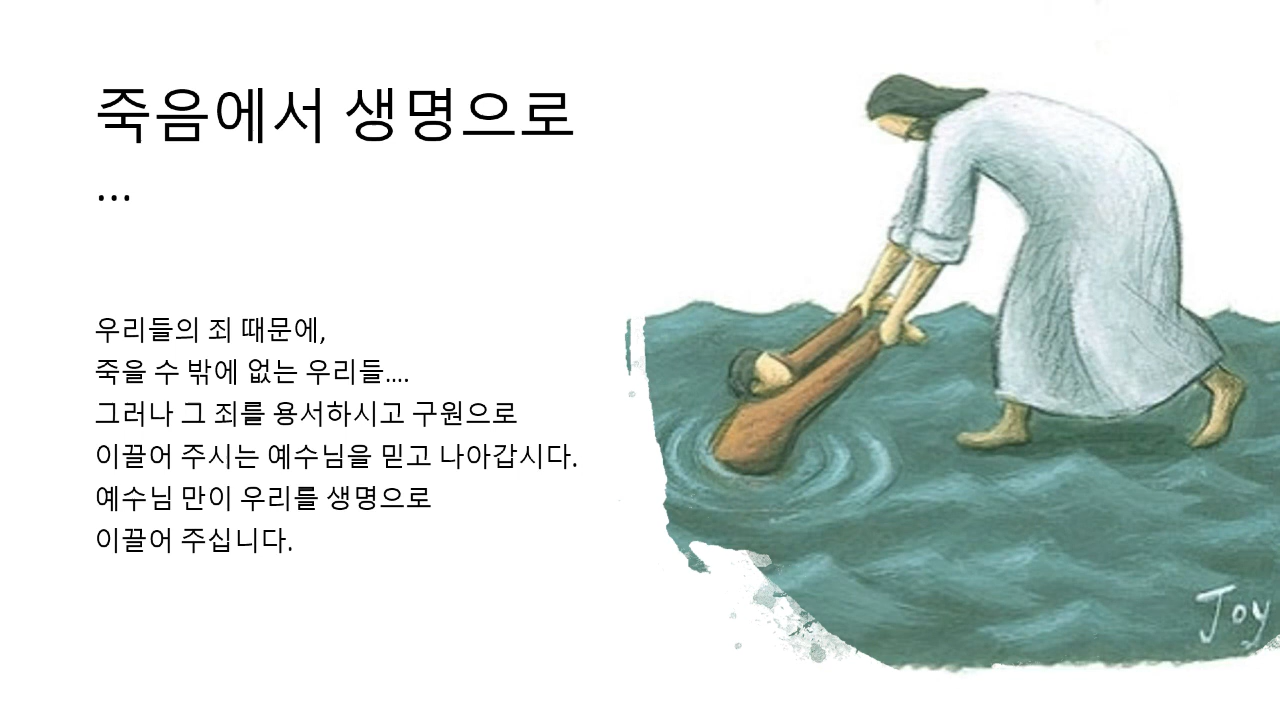 죽음에서 생명으로
...
우리들의 죄 때문에,
죽을 수 밖에 없는 우리들....
그러나 그 죄를 용서하시고 구원으로
이끌어 주시는 예수님을 믿고 나아갑시다.
예수님 만이 우리를 생명으로
이끌어 주십니다.
Joy